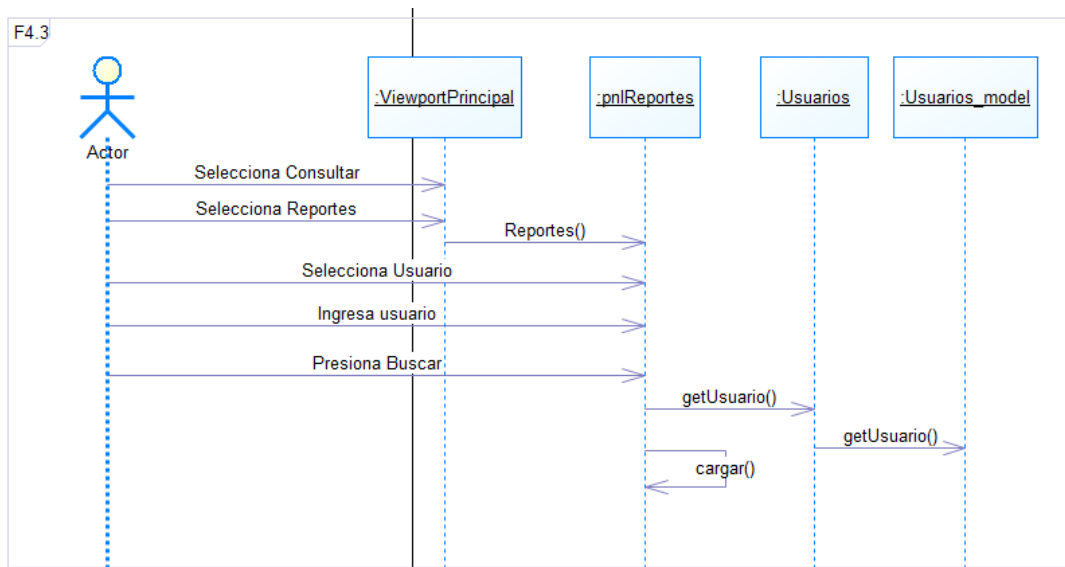 F4.3
:ViewportPrincipal
:pnlReportes
:Usuarios
:Usuarios_model
Actor
Selecciona Consultar
Selecciona Reportes
Reportes()
Selecciona Usuario
Ingresa usuario
Presiona Buscar
getUsuario()
getUsuario()
cargar()